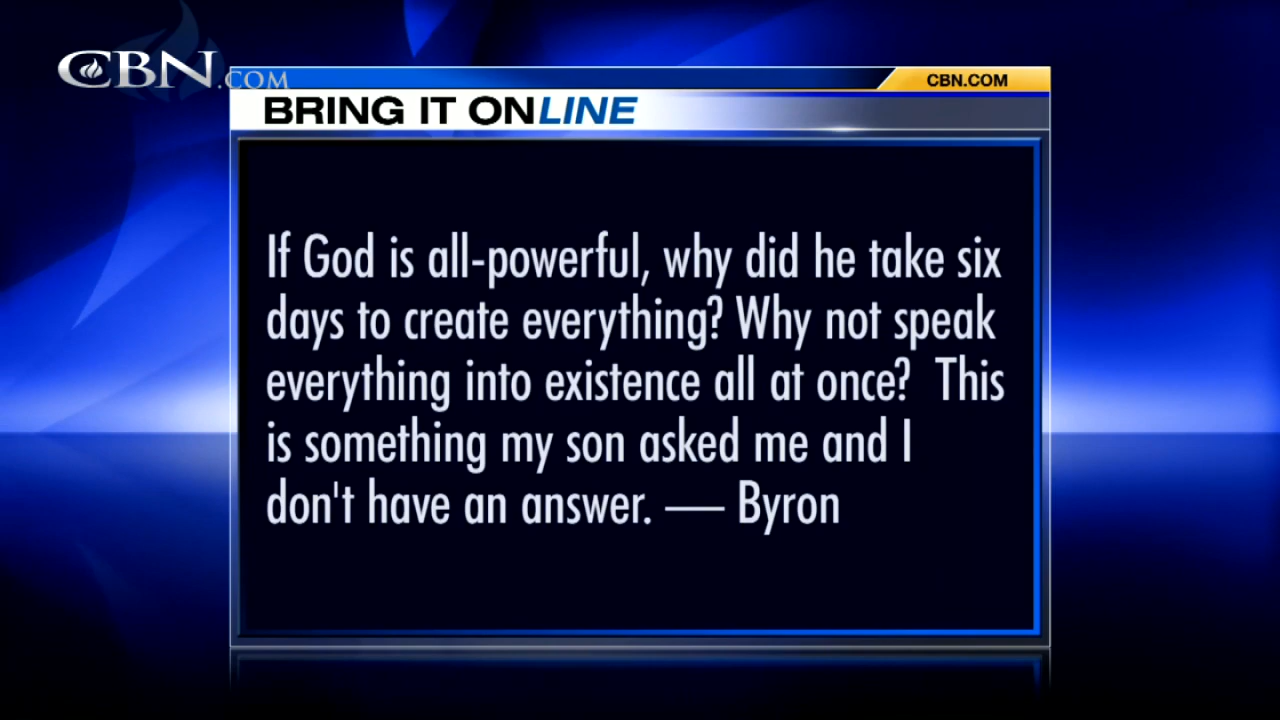 CBN.COM
CBN.COM
BRING IT ONLINE
If God is all-powerful, why did he take six
days to create everything? Why not speak
everything into existence all at once?  This
is something my son asked me and I
don't have an answer. — Byron